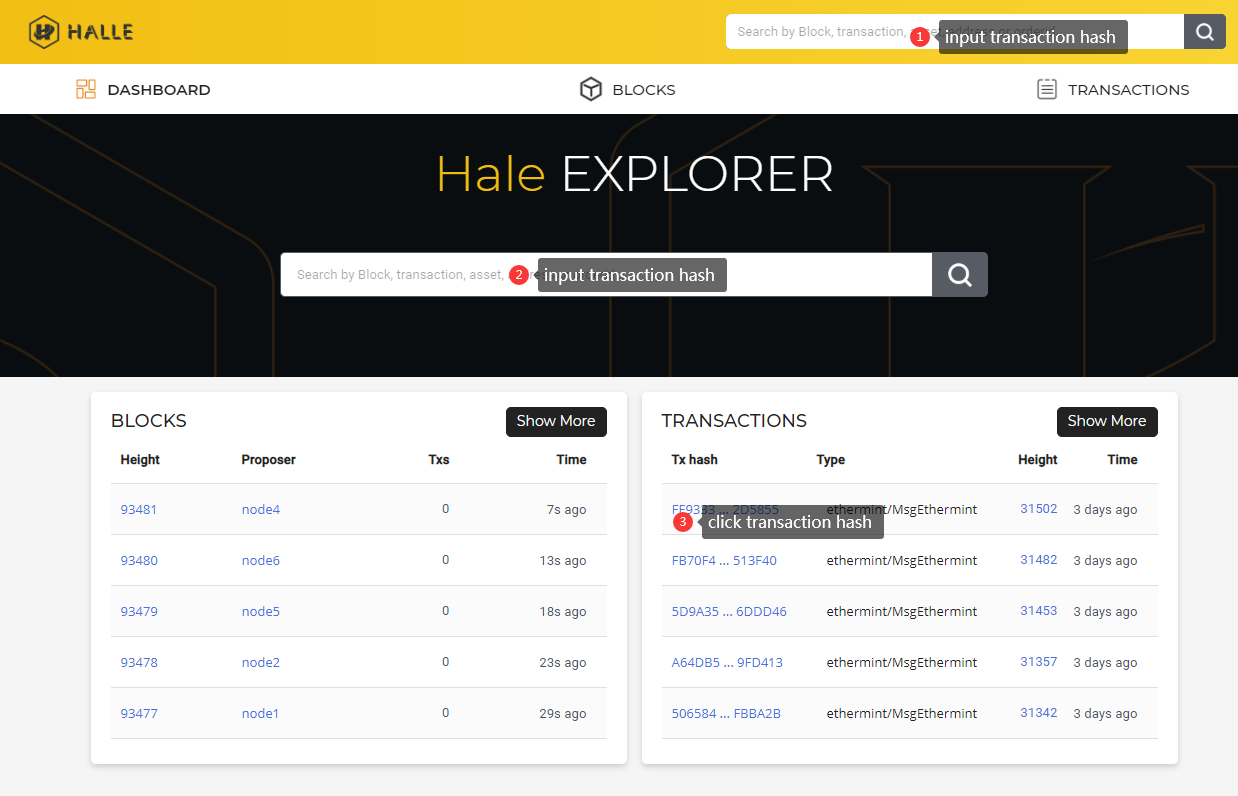 HALLE
Search by Block, transaction,
1 input transaction hash
DASHBOARD
BLOCKS
TRANSACTIONS
Hale EXPLORER
Search by Block, transaction, asset,
2 input transaction hash
BLOCKS
Show More
Height Proposer Txs Time
93481 node4 0 7s ago
93480 node6 0 13s ago
93479 node5 0 18s ago
93478 node2 0 23s ago
93477 node1 0 29s ago
TRANSACTIONS
Show More
Tx hash Type Height Time
FF9333 ... 2D5855 ethermint/MsgEthermint 31502 3 days ago
3 click transaction hash
FB70F4 ... 513F40 ethermint/MsgEthermint 31482 3 days ago
5D9A35 ... 6DDD46 ethermint/MsgEthermint 31453 3 days ago
A64DB5 ... 9FD413 ethermint/MsgEthermint 31357 3 days ago
506584 ... FBBA2B ethermint/MsgEthermint 31342 3 days ago